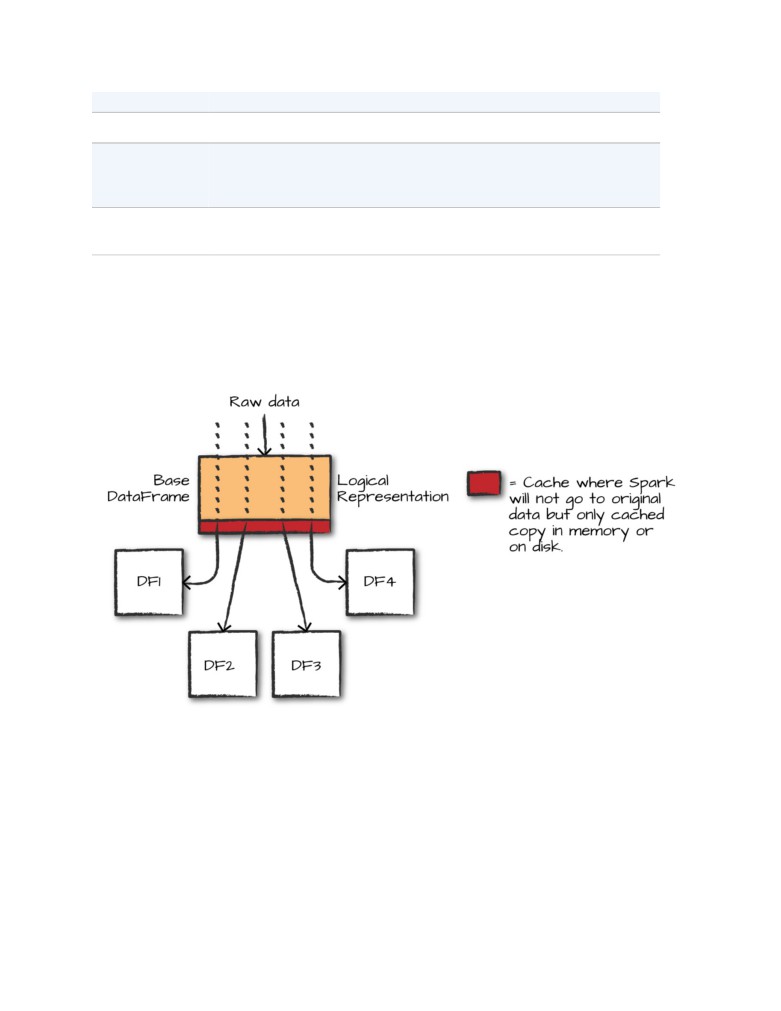 Raw data
Base
DataFrame
Logical
Representation
= Cache where Spark
will not go to original
data but only cached
copy in memory or
on disk.
DF1
DF4
DF2
DF3